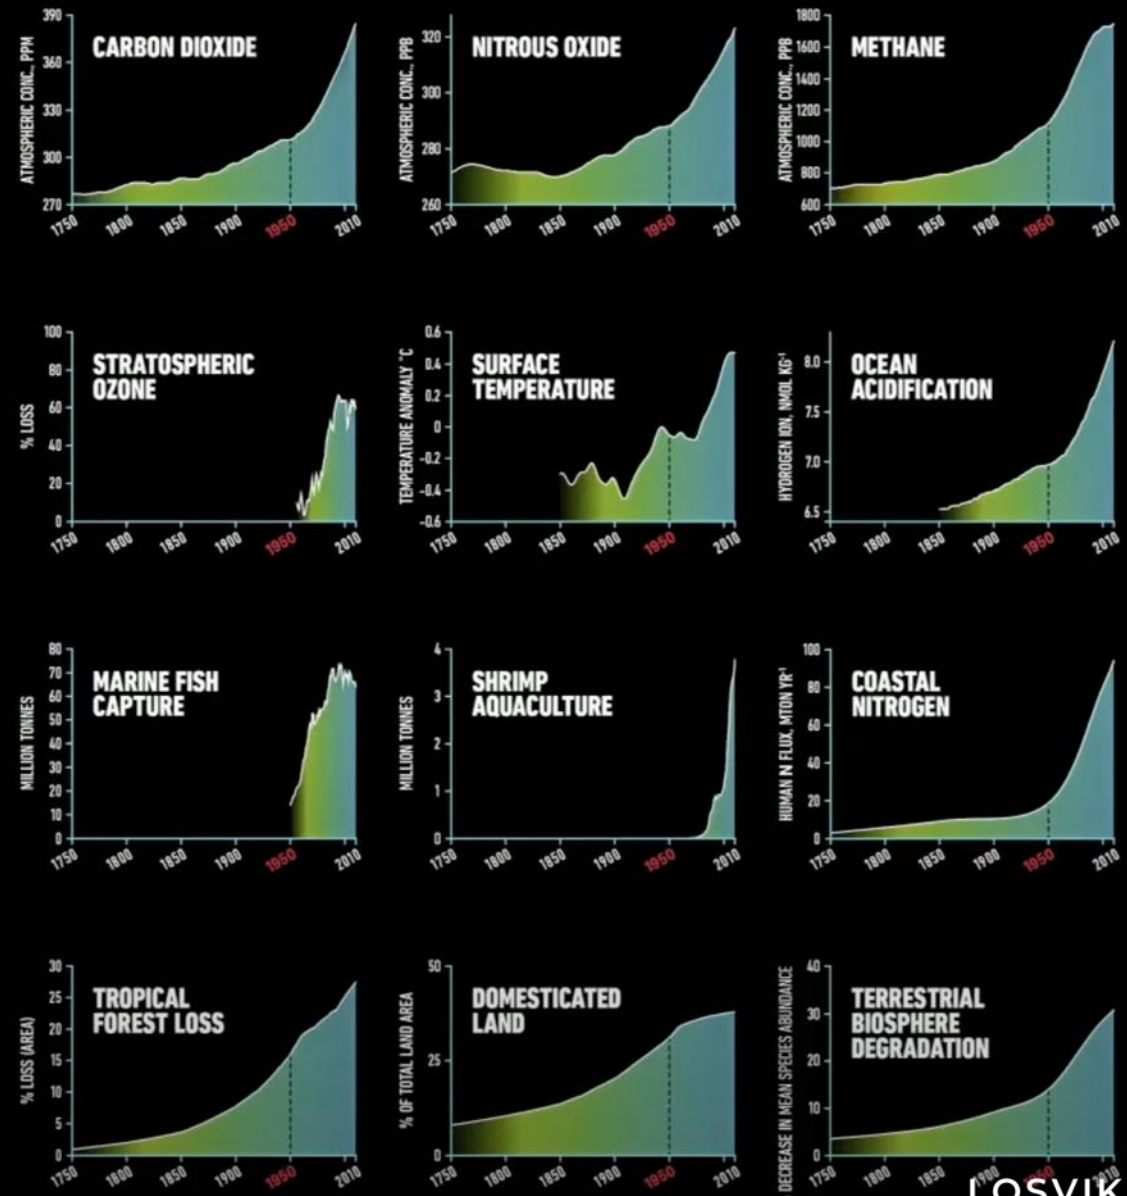 CARBON DIOXIDE
ATMOSPHERIC CONC., PPM
390
360
330
300
270
1750 1800 1850 1900 1950 2010
NITROUS OXIDE
ATMOSPHERIC CONC., PPB
320
300
280
260
1750 1800 1850 1900 1950 2010
METHANE
ATMOSPHERIC CONC., PPB
1800
1600
1400
1200
1000
800
600
1750 1800 1850 1900 1950 2010
STRATOSPHERIC
OZONE
% LOSS
100
80
60
40
20
0
1750 1800 1850 1900 1950 2010
SURFACE
TEMPERATURE
TEMPERATURE ANOMALY °C
0.6
0.4
0.2
0
-0.2
-0.4
-0.6
1750 1800 1850 1900 1950 2010
OCEAN
ACIDIFICATION
HYDROGEN ION, NMOL KG⁻¹
8.0
7.5
7.0
6.5
1750 1800 1850 1900 1950 2010
MARINE FISH
CAPTURE
MILLION TONNES
80
70
60
50
40
30
20
10
0
1750 1800 1850 1900 1950 2010
SHRIMP
AQUACULTURE
MILLION TONNES
4
3
2
1
0
1750 1800 1850 1900 1950 2010
COASTAL
NITROGEN
HUMAN N FLUX, MTON YR⁻¹
100
80
60
40
20
0
1750 1800 1850 1900 1950 2010
TROPICAL
FOREST LOSS
% LOSS (AREA)
30
25
20
15
10
5
0
1750 1800 1850 1900 1950 2010
DOMESTICATED
LAND
% OF TOTAL LAND AREA
50
25
0
1750 1800 1850 1900 1950 2010
TERRESTRIAL
BIOSPHERE
DEGRADATION
DECREASE IN MEAN SPECIES ABUNDANCE
40
30
20
10
0
1750 1800 1850 1900 1950 2010
LOSVIK